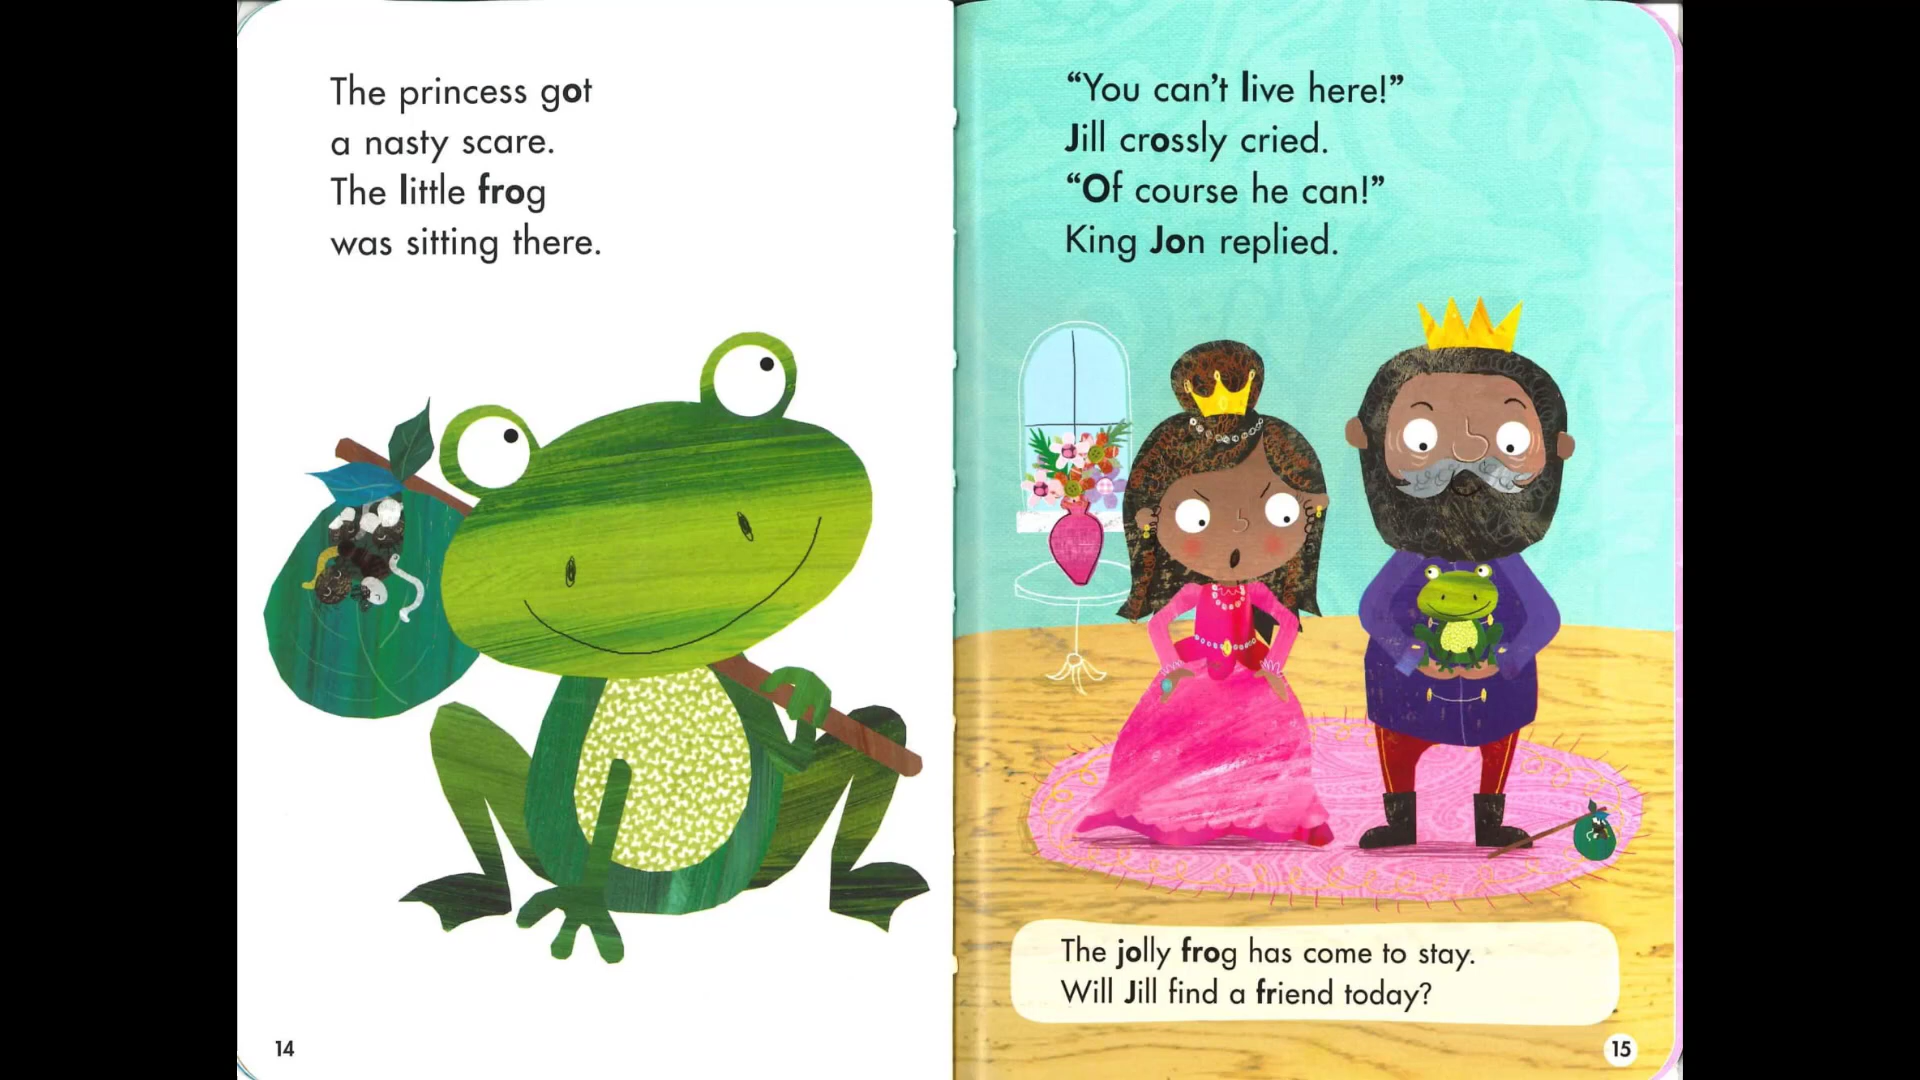 The princess got
a nasty scare.
The little frog
was sitting there.
14
“You can’t live here!”
Jill crossly cried.
“Of course he can!”
King Jon replied.
The jolly frog has come to stay.
Will Jill find a friend today?
15